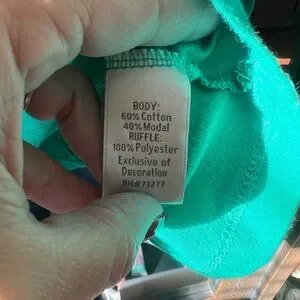 BODY:
60% Cotton
40% Modal
RUFFLE:
100% Polyester
Exclusive of
Decoration
RN#73277